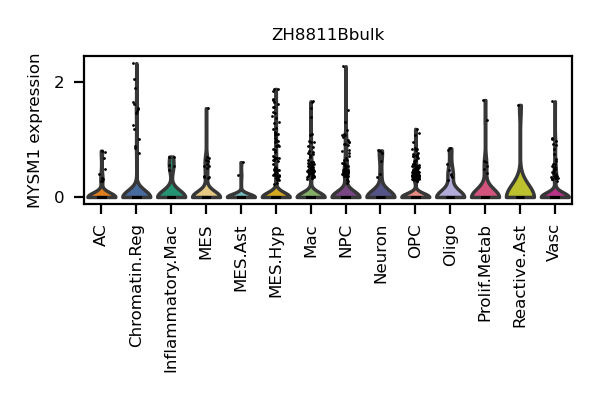 ZH8811Bbulk
MYSM1 expression
2
0
AC
Chromatin.Reg
Inflammatory.Mac
MES
MES.Ast
MES.Hyp
Mac
NPC
Neuron
OPC
Oligo
Prolif.Metab
Reactive.Ast
Vasc